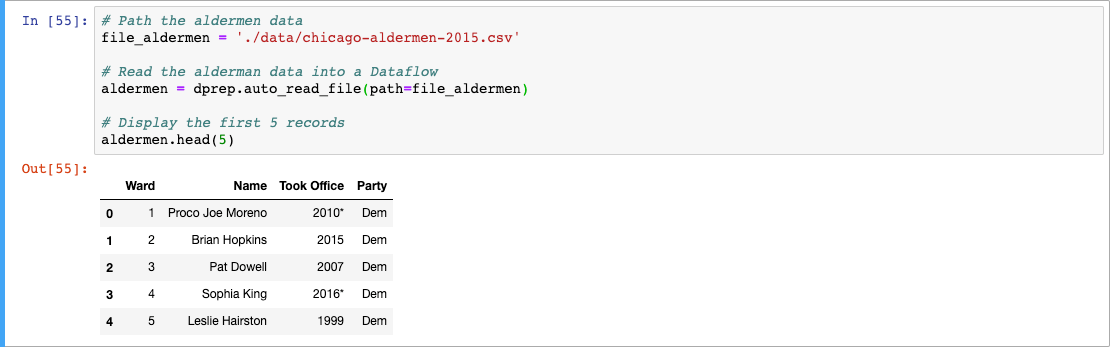 In [55]:
# Path the aldermen data
file_aldermen = './data/chicago-aldermen-2015.csv'
# Read the alderman data into a Dataflow
aldermen = dprep.auto_read_file(path=file_aldermen)
# Display the first 5 records
aldermen.head(5)
Out[55]:
Ward Name Took Office Party
0 1 Proco Joe Moreno 2010* Dem
1 2 Brian Hopkins 2015 Dem
2 3 Pat Dowell 2007 Dem
3 4 Sophia King 2016* Dem
4 5 Leslie Hairston 1999 Dem